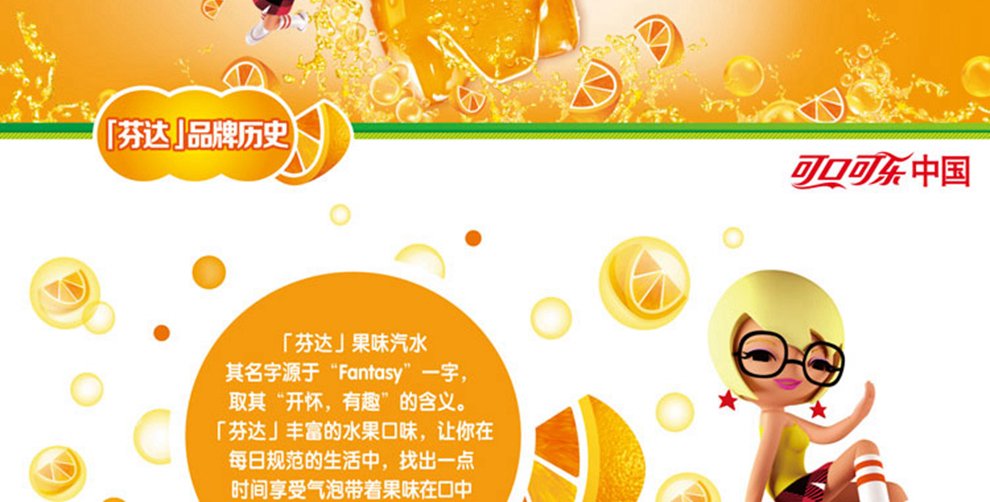 「芬达」品牌历史
可口可乐中国
「芬达」果味汽水
其名字源于“Fantasy”一字，
取其“开怀，有趣”的含义。
「芬达」丰富的水果口味，让你在
每日规范的生活中，找出一点
时间享受气泡带着果味在口中